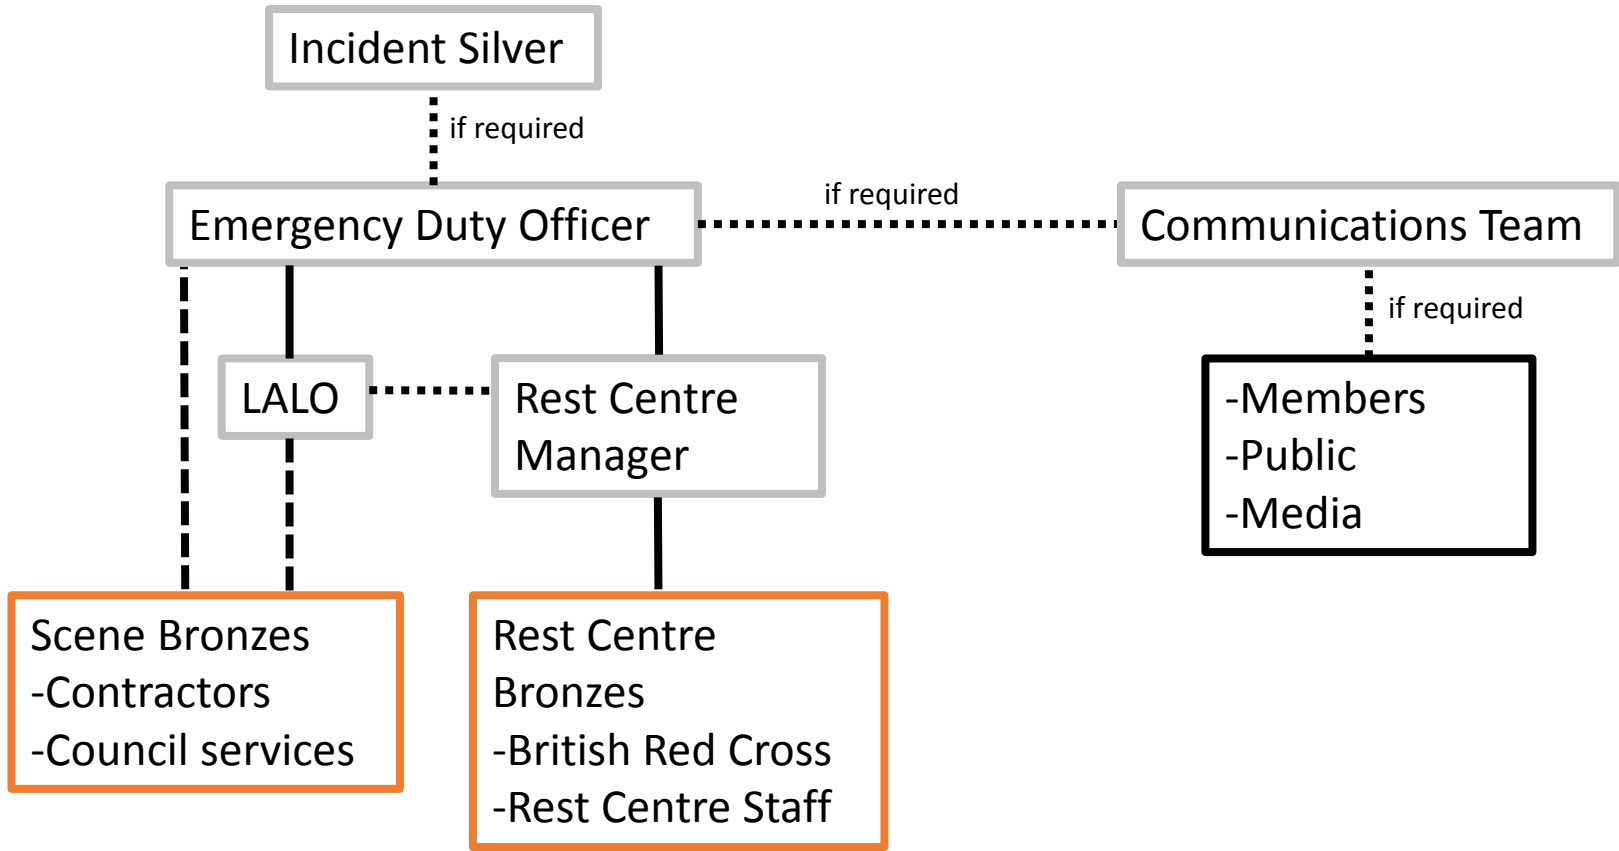 Incident Silver
if required
Emergency Duty Officer
if required
Communications Team
if required
LALO
Rest Centre
Manager
-Members
-Public
-Media
Scene Bronzes
-Contractors
-Council services
Rest Centre
Bronzes
-British Red Cross
-Rest Centre Staff